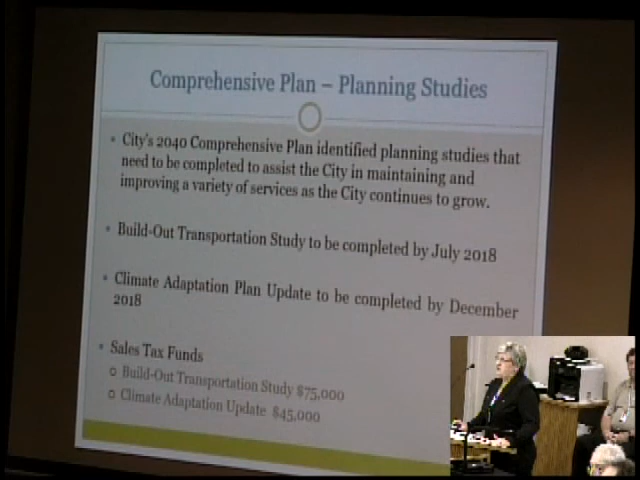 Comprehensive Plan – Planning Studies
City's 2040 Comprehensive Plan identified planning studies that
need to be completed to assist the City in maintaining and
improving a variety of services as the City continues to grow.
Build-Out Transportation Study to be completed by July 2018
Climate Adaptation Plan Update to be completed by December
2018
Sales Tax Funds
Build-Out Transportation Study $75,000
Climate Adaptation Update $45,000